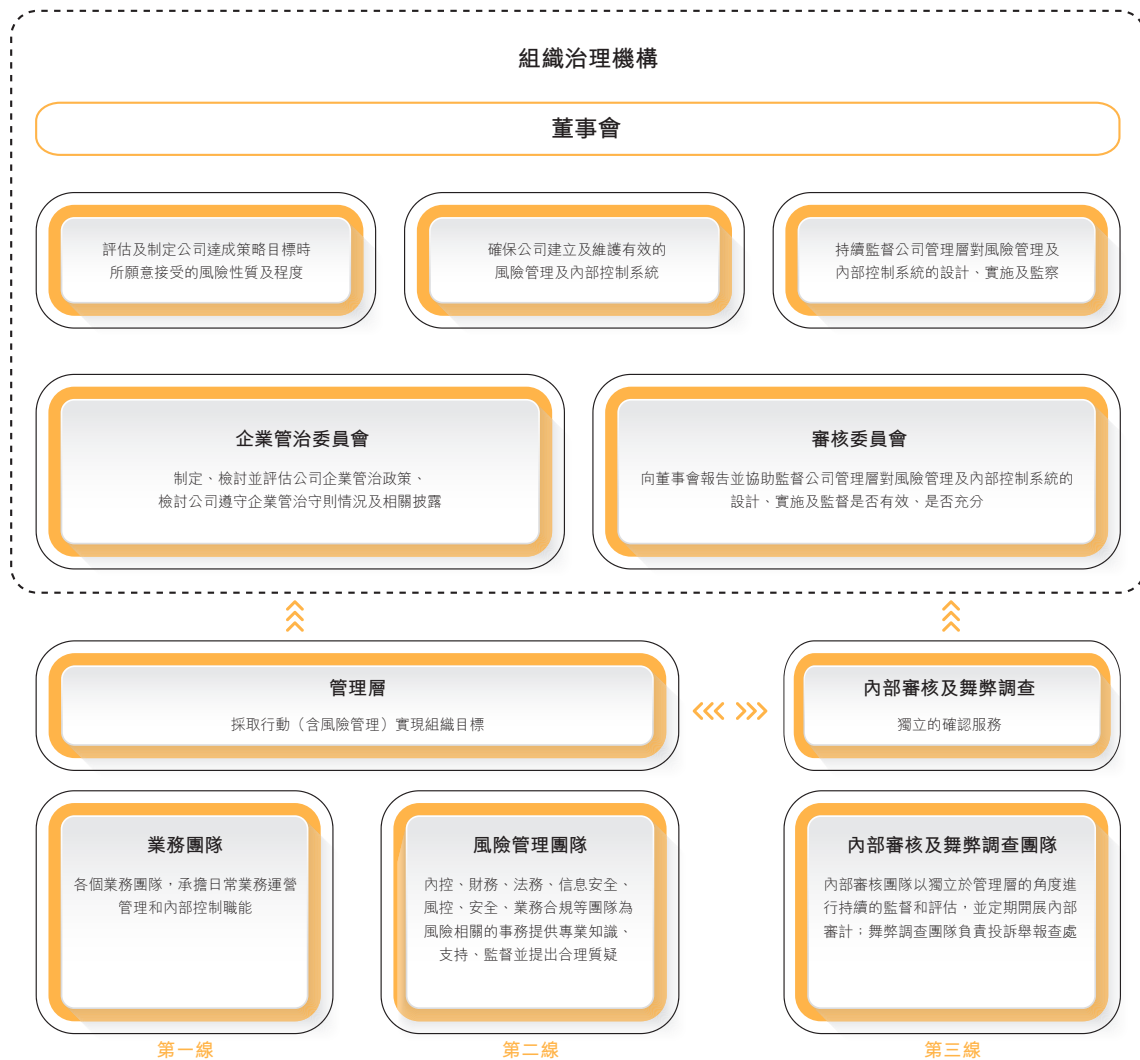 組織治理機構
董事會
評估及制定公司達成策略目標時
所願意接受的風險性質及程度
確保公司建立及維護有效的
風險管理及內部控制系統
持續監督公司管理層對風險管理及
內部控制系統的設計、實施及監察
企業管治委員會
制定、檢討並評估公司企業管治政策、
檢討公司遵守企業管治守則情況及相關披露
審核委員會
向董事會報告並協助監督公司管理層對風險管理及內部控制系統的
設計、實施及監督是否有效、是否充分
管理層
採取行動（含風險管理）實現組織目標
內部審核及舞弊調查
獨立的確認服務
業務團隊
各個業務團隊，承擔日常業務運營
管理和內部控制職能
風險管理團隊
內控、財務、法務、信息安全、
風控、安全、業務合規等團隊為
風險相關的事務提供專業知識、
支持、監督並提出合理質疑
內部審核及舞弊調查團隊
內部審核團隊以獨立於管理層的角度進
行持續的監督和評估，並定期開展內部
審計；舞弊調查團隊負責投訴舉報查處
第一線
第二線
第三線